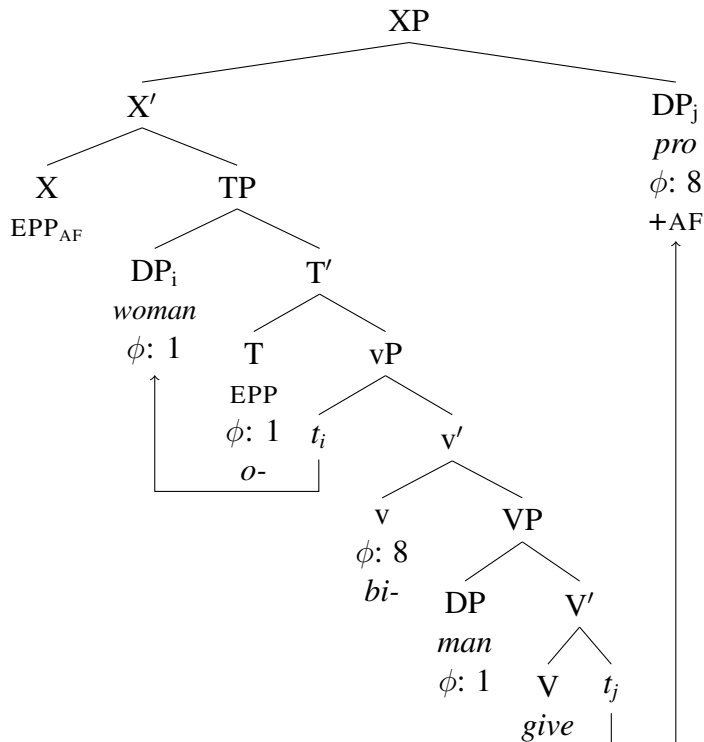 XP
X′ DPj
pro
ϕ: 8
+AF
X TP
EPPAF
DPi T′
woman
ϕ: 1
T vP
EPP
ϕ: 1
o-
ti v′
v VP
ϕ: 8
bi-
DP V′
man
ϕ: 1
V tj
give